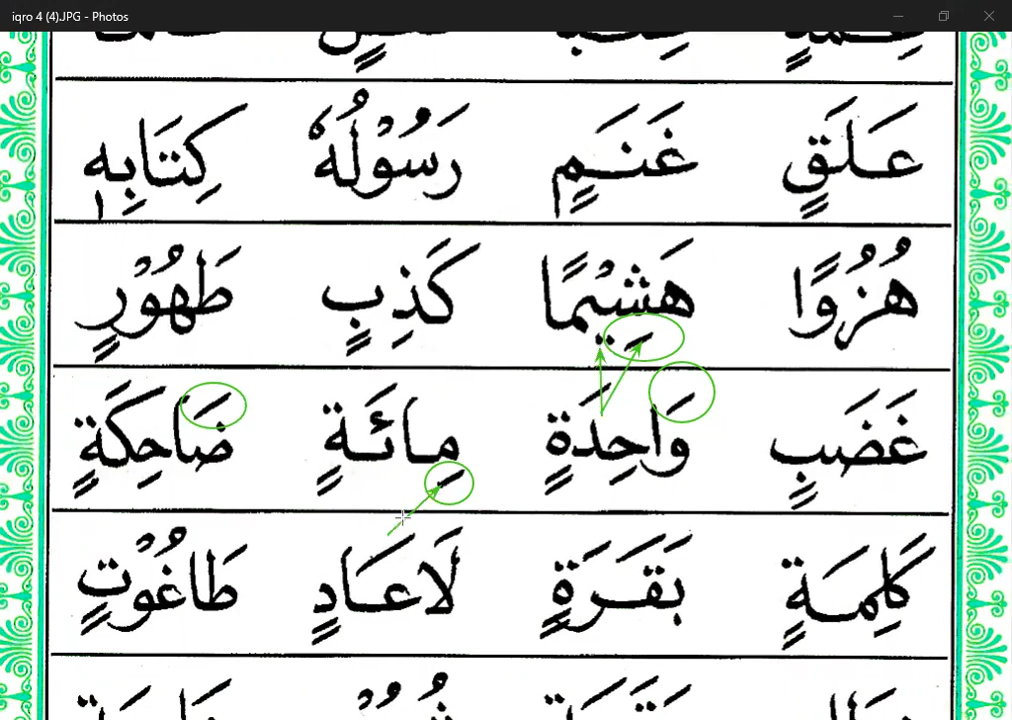 iqro 4 (4).JPG - Photos
عَلَقٍ غَنَمٍ رَسُوْلُهٗ كِتَابِهٖ
هُزُوًا هَشِيْمًا كَذِبٍ طَهُوْرٍ
غَضَبٍ وَاحِدَةٍ مِائَةٍ ضَاحِكَةٍ
كَلِمَةٍ بَقَرَةٍ لَاعَادٍ طَاغُوْتٍ